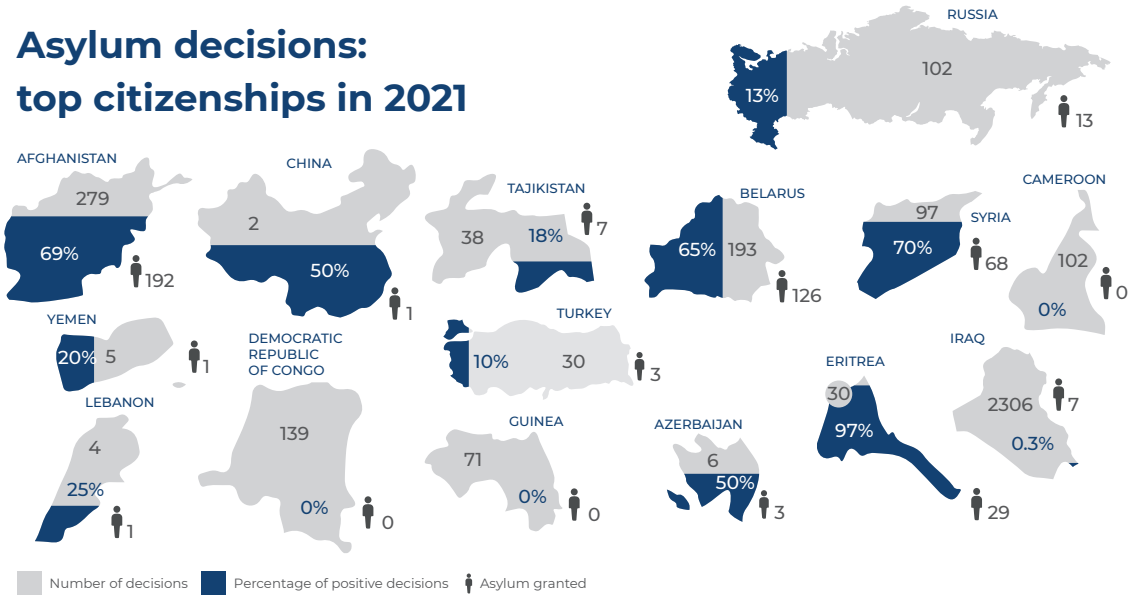 Asylum decisions:
top citizenships in 2021
RUSSIA
102
13%
13
AFGHANISTAN
279
69%
192
CHINA
2
50%
1
TAJIKISTAN
38
18%
7
BELARUS
65%
193
126
SYRIA
97
70%
68
CAMEROON
102
0%
0
YEMEN
20%
5
1
DEMOCRATIC
REPUBLIC
OF CONGO
139
0%
0
TURKEY
10%
30
3
ERITREA
30
97%
29
IRAQ
2306
7
0.3%
LEBANON
4
25%
1
GUINEA
71
0%
0
AZERBAIJAN
6
50%
3
Number of decisions
Percentage of positive decisions
Asylum granted